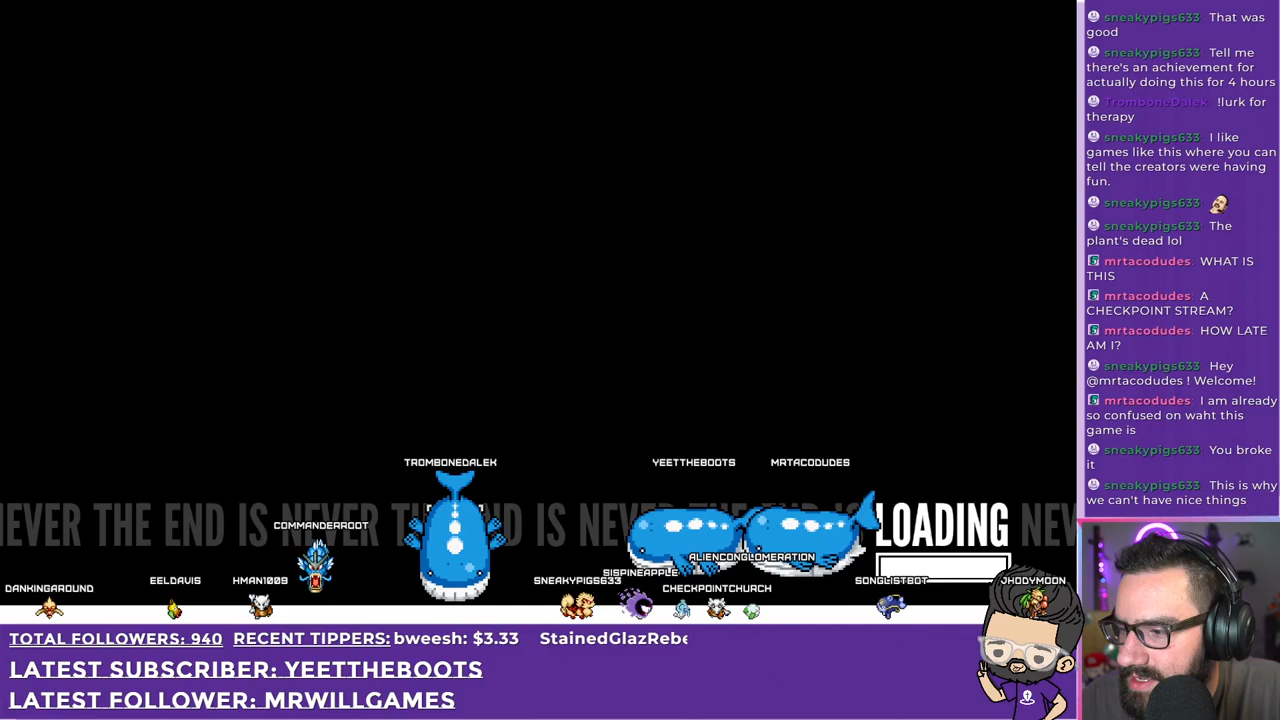 sneakypigs633 That was
good
sneakypigs633 Tell me
there's an achievement for
actually doing this for 4 hours
TromboneDalek !lurk for
therapy
sneakypigs633 I like
games like this where you can
tell the creators were having
fun.
sneakypigs633
sneakypigs633 The
plant's dead lol
mrtacodudes: WHAT IS
THIS
mrtacodudes: A
CHECKPOINT STREAM?
mrtacodudes: HOW LATE
AM I?
sneakypigs633 Hey
@mrtacodudes ! Welcome!
mrtacodudes: I am already
so confused on waht this
game is
sneakypigs633 You broke
it
sneakypigs633 This is why
we can't have nice things
TROMBONEDALEK
YEETTHEBOOTS
MRTACODUDES
NEVER THE END IS NEVER THE END IS NEVER THE END IS NEVER
LOADING
COMMANDERROOT
ALIENCONGLOMERATION
SISPINEAPPLE
DANKINGAROUND
EELDAVIS
HMAN1009
SNEAKYPIGS633
CHECKPOINTCHURCH
SONGLISTBOT
TOTAL FOLLOWERS: 940 RECENT TIPPERS: bweesh: $3.33 StainedGlazRebe
LATEST SUBSCRIBER: YEETTHEBOOTS
LATEST FOLLOWER: MRWILLGAMES